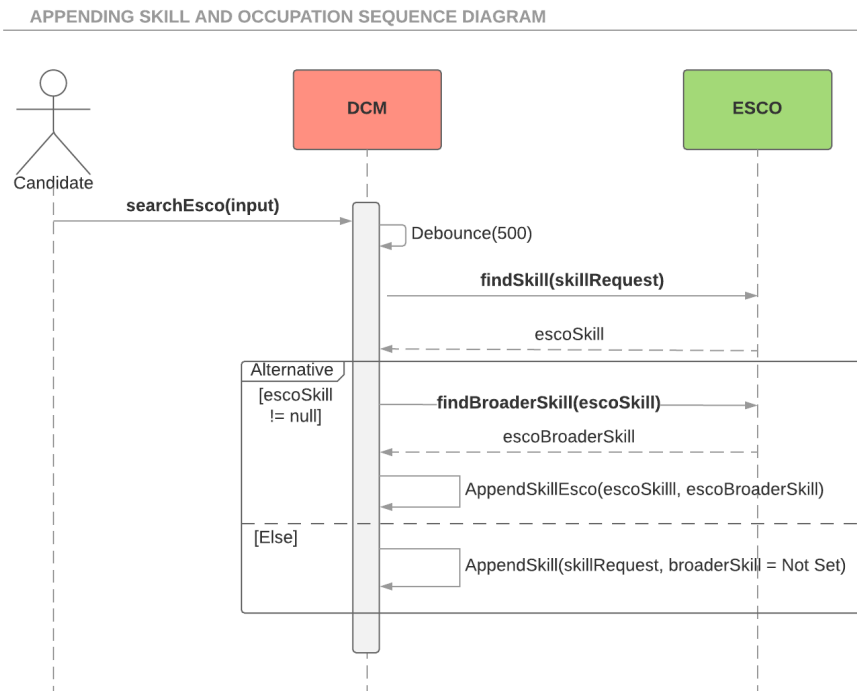 APPENDING SKILL AND OCCUPATION SEQUENCE DIAGRAM
DCM
ESCO
Candidate
searchEsco(input)
Debounce(500)
findSkill(skillRequest)
escoSkill
Alternative
[escoSkill
!= null]
findBroaderSkill(escoSkill)
escoBroaderSkill
AppendSkillEsco(escoSkilll, escoBroaderSkill)
[Else]
AppendSkill(skillRequest, broaderSkill = Not Set)